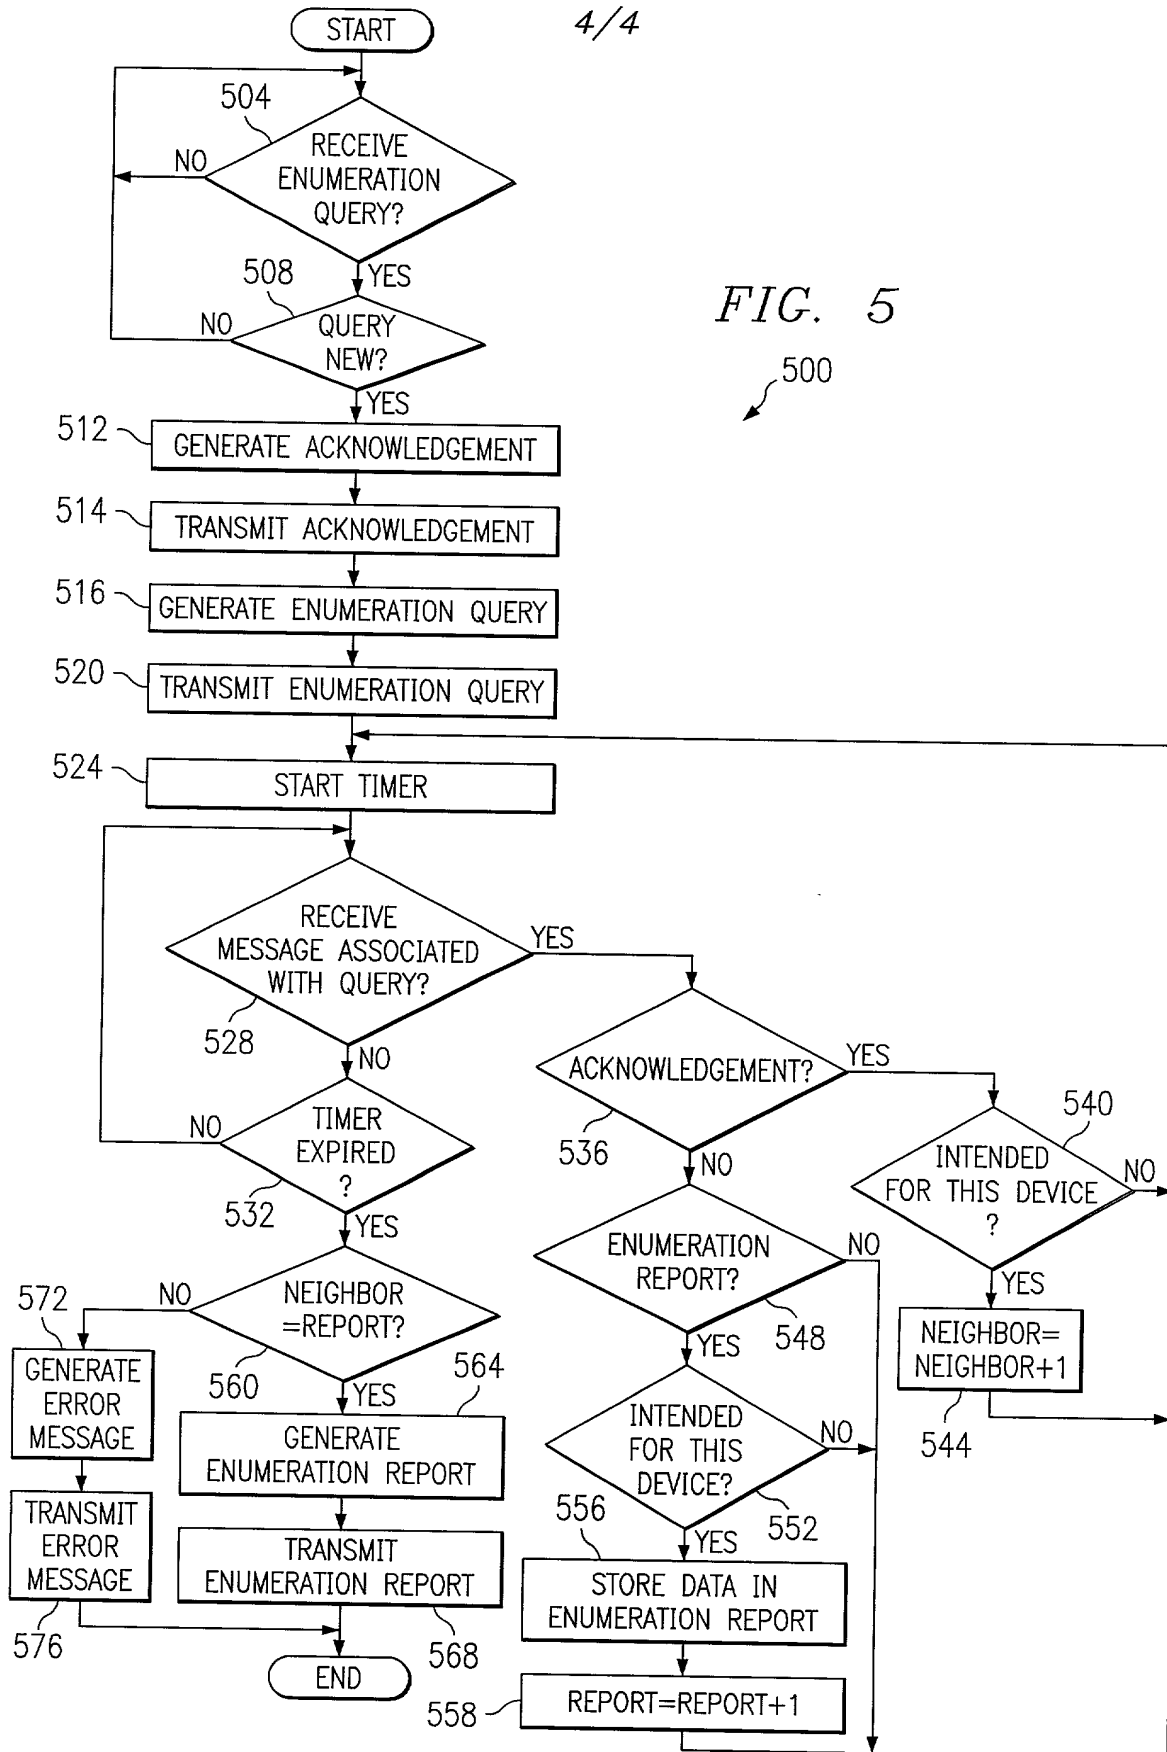 4/4
START
504
NO
RECEIVE
ENUMERATION
QUERY?
YES
508
NO
QUERY
NEW?
YES
FIG. 5
500
512
GENERATE ACKNOWLEDGEMENT
514
TRANSMIT ACKNOWLEDGEMENT
516
GENERATE ENUMERATION QUERY
520
TRANSMIT ENUMERATION QUERY
524
START TIMER
RECEIVE
MESSAGE ASSOCIATED
WITH QUERY?
YES
528
NO
NO
TIMER
EXPIRED
?
532
YES
ACKNOWLEDGEMENT?
YES
536
NO
540
INTENDED
FOR THIS DEVICE
?
NO
YES
NEIGHBOR=
NEIGHBOR+1
544
ENUMERATION
REPORT?
NO
548
YES
INTENDED
FOR THIS
DEVICE?
NO
552
YES
556
STORE DATA IN
ENUMERATION REPORT
558
REPORT=REPORT+1
NO
NEIGHBOR
=REPORT?
560
YES
572
GENERATE
ERROR
MESSAGE
TRANSMIT
ERROR
MESSAGE
576
564
GENERATE
ENUMERATION REPORT
TRANSMIT
ENUMERATION REPORT
568
END